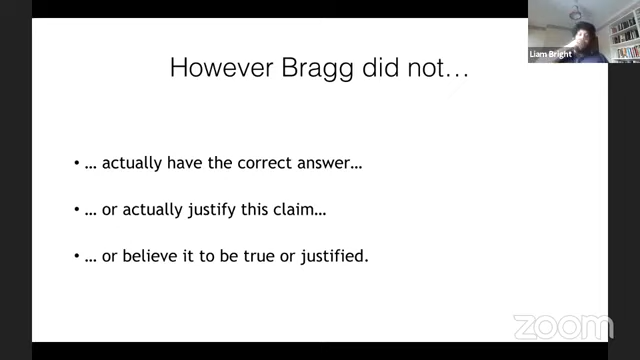 However Bragg did not…
Liam Bright
• … actually have the correct answer…
• … or actually justify this claim…
• … or believe it to be true or justified.
zoom